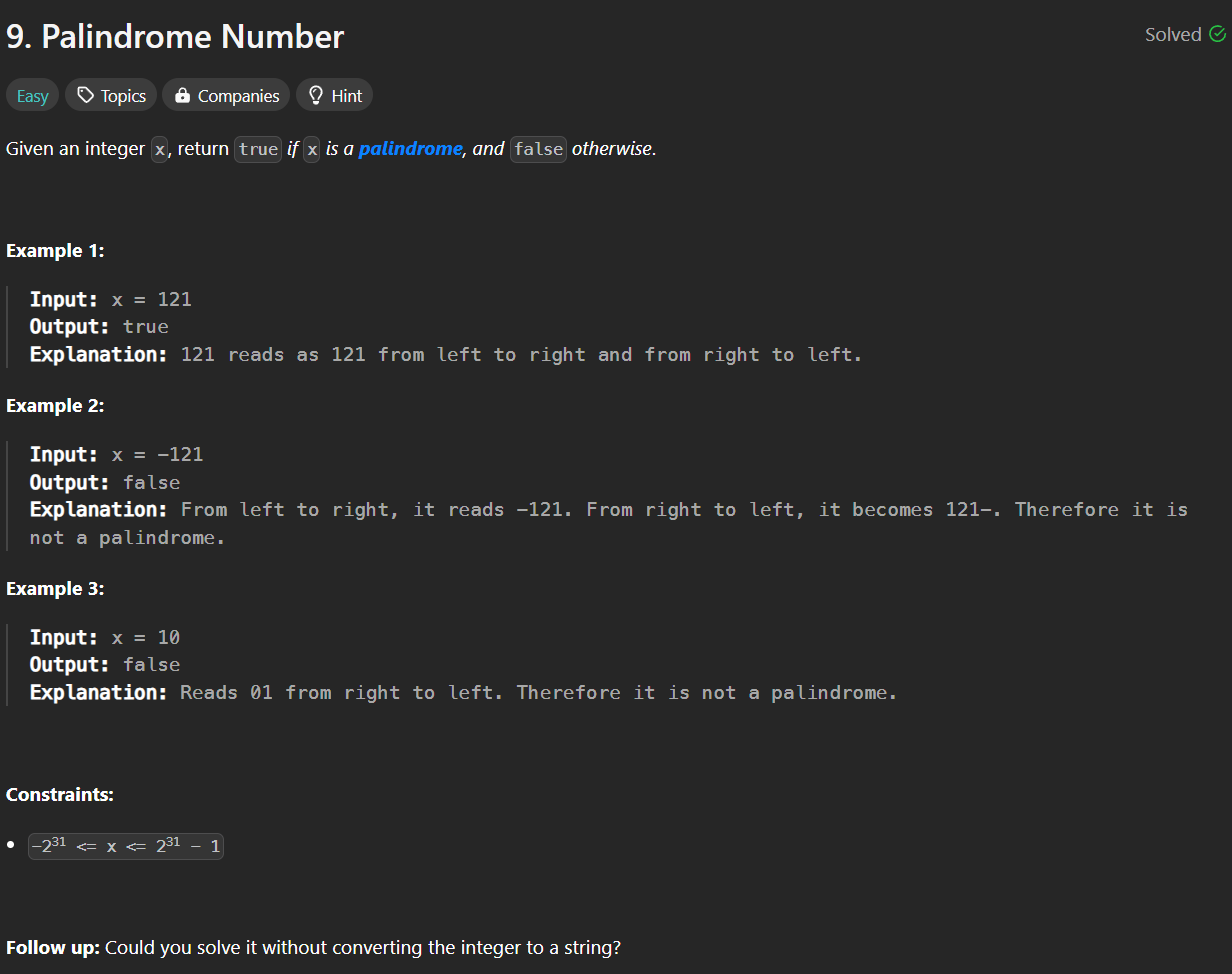 9. Palindrome Number
Solved
Easy
Topics
Companies
Hint
Given an integer x, return true if x is a palindrome, and false otherwise.
Example 1:
Input: x = 121
Output: true
Explanation: 121 reads as 121 from left to right and from right to left.
Example 2:
Input: x = -121
Output: false
Explanation: From left to right, it reads -121. From right to left, it becomes 121-. Therefore it is
not a palindrome.
Example 3:
Input: x = 10
Output: false
Explanation: Reads 01 from right to left. Therefore it is not a palindrome.
Constraints:
• -2³¹ <= x <= 2³¹ - 1
Follow up: Could you solve it without converting the integer to a string?